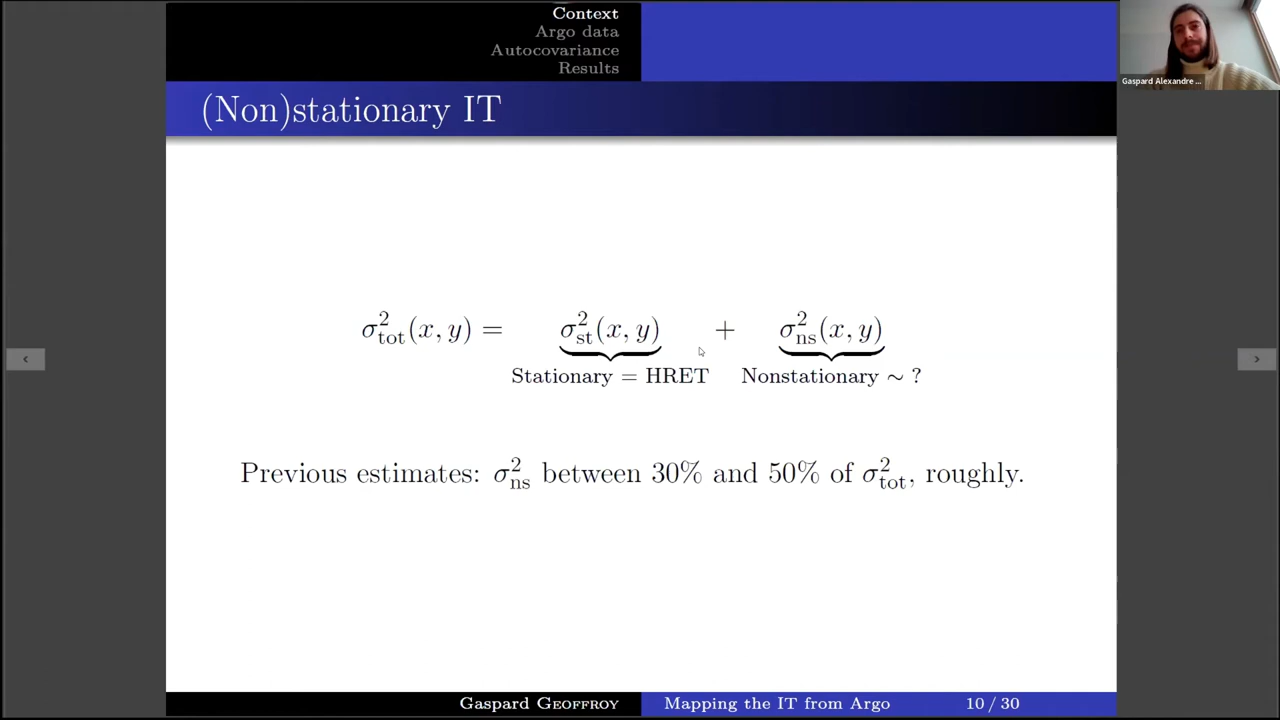 Context
Argo data
Autocovariance
Results
(Non)stationary IT
Gaspard Alexandre ...
σ²tot(x, y) = σ²st(x, y) + σ²ns(x, y)
Stationary = HRET Nonstationary ∼ ?
Previous estimates: σ²ns between 30% and 50% of σ²tot, roughly.
Gaspard Geoffroy Mapping the IT from Argo 10 / 30